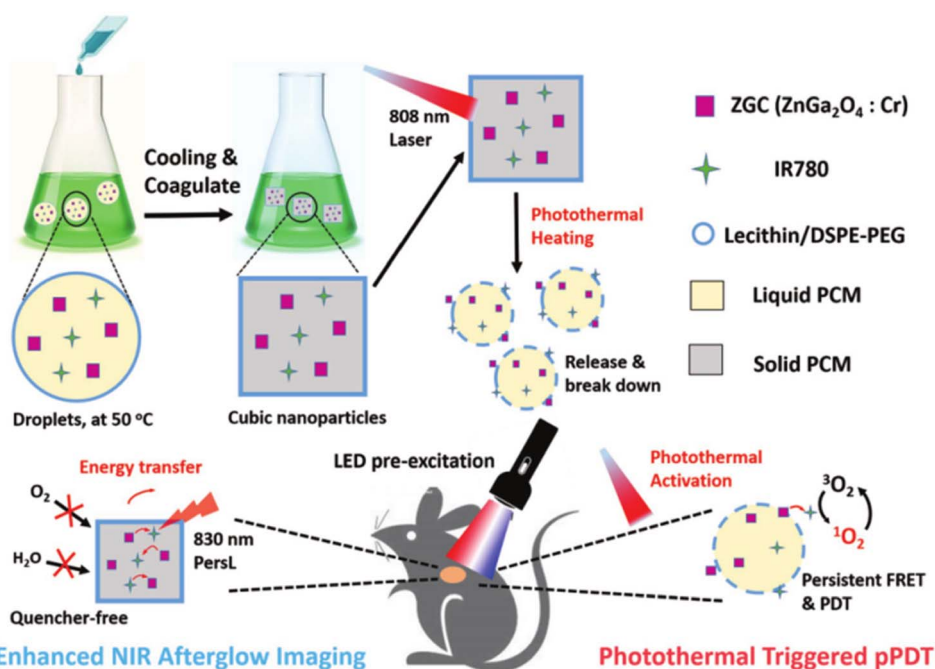 Cooling &
Coagulate
808 nm
Laser
ZGC (ZnGa₂O₄ : Cr)
IR780
Lecithin/DSPE-PEG
Liquid PCM
Solid PCM
Photothermal
Heating
Release &
break down
Droplets, at 50 °C
Cubic nanoparticles
Energy transfer
O₂
H₂O
830 nm
PersL
Quencher-free
LED pre-excitation
Photothermal
Activation
³O₂
¹O₂
Persistent FRET
& PDT
Enhanced NIR Afterglow Imaging
Photothermal Triggered pPDT